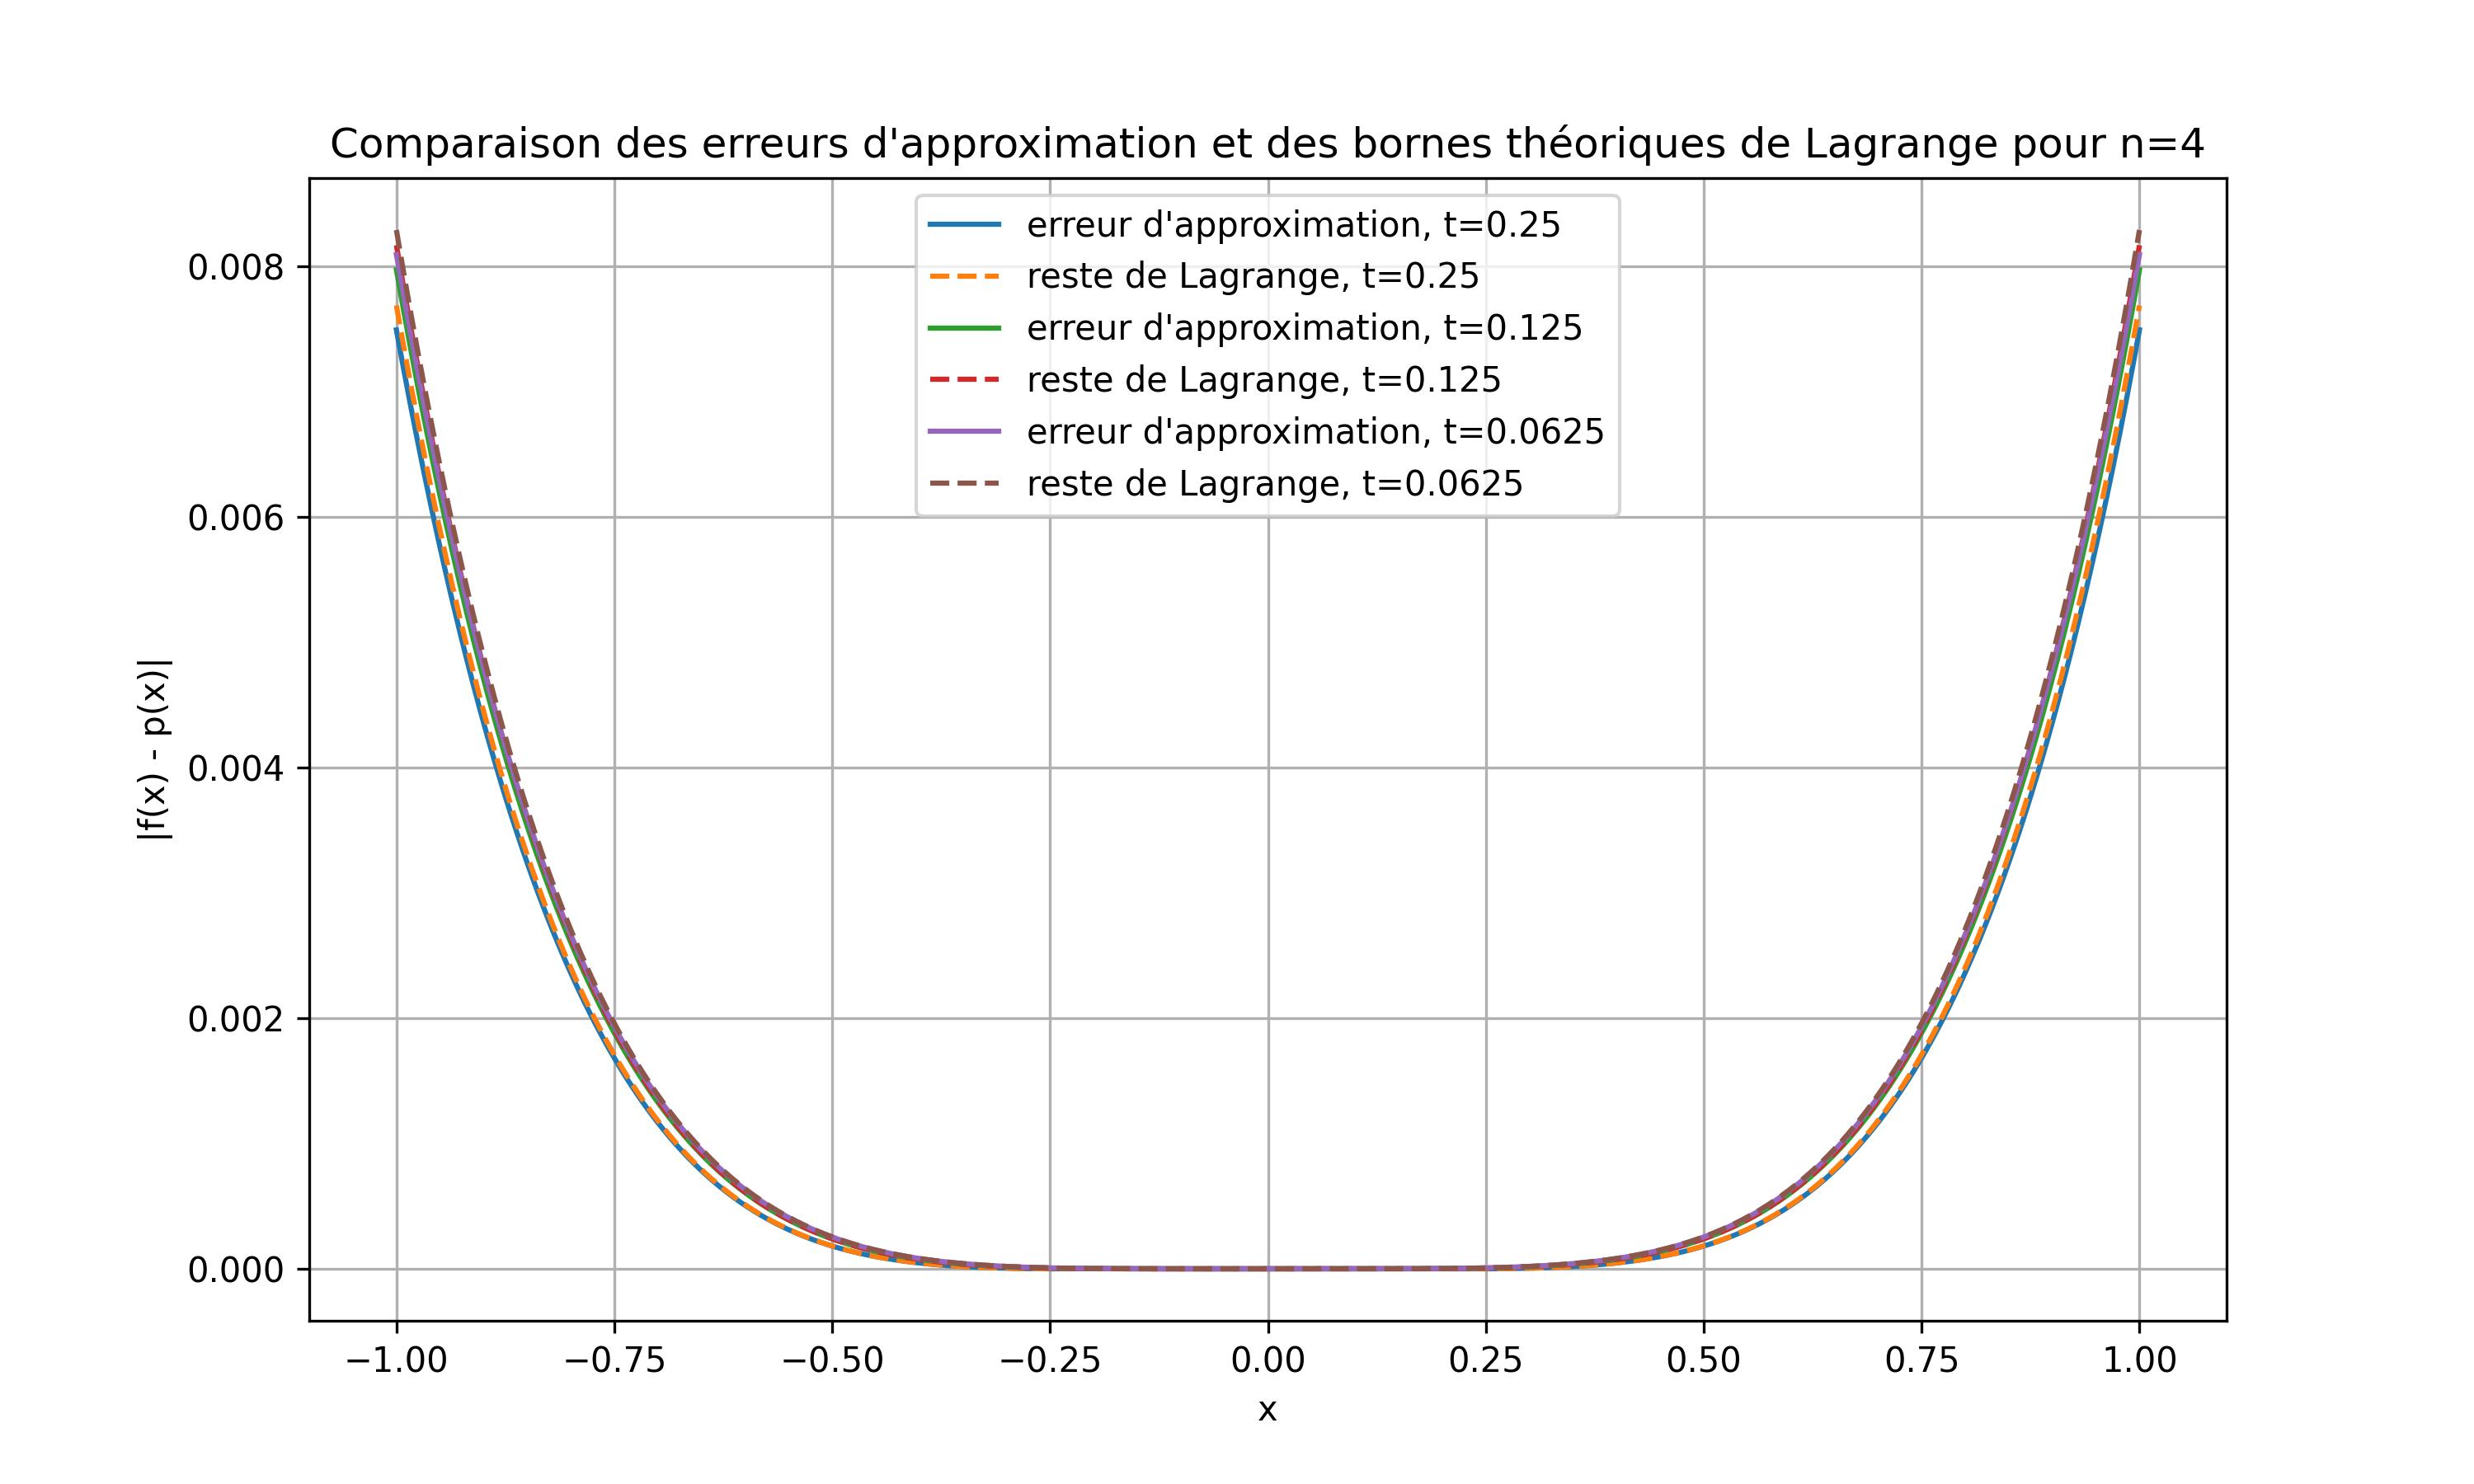 Comparaison des erreurs d'approximation et des bornes théoriques de Lagrange pour n=4
erreur d'approximation, t=0.25
reste de Lagrange, t=0.25
erreur d'approximation, t=0.125
reste de Lagrange, t=0.125
erreur d'approximation, t=0.0625
reste de Lagrange, t=0.0625
0.008
0.006
0.004
0.002
0.000
|f(x) - p(x)|
−1.00 −0.75 −0.50 −0.25 0.00 0.25 0.50 0.75 1.00
x